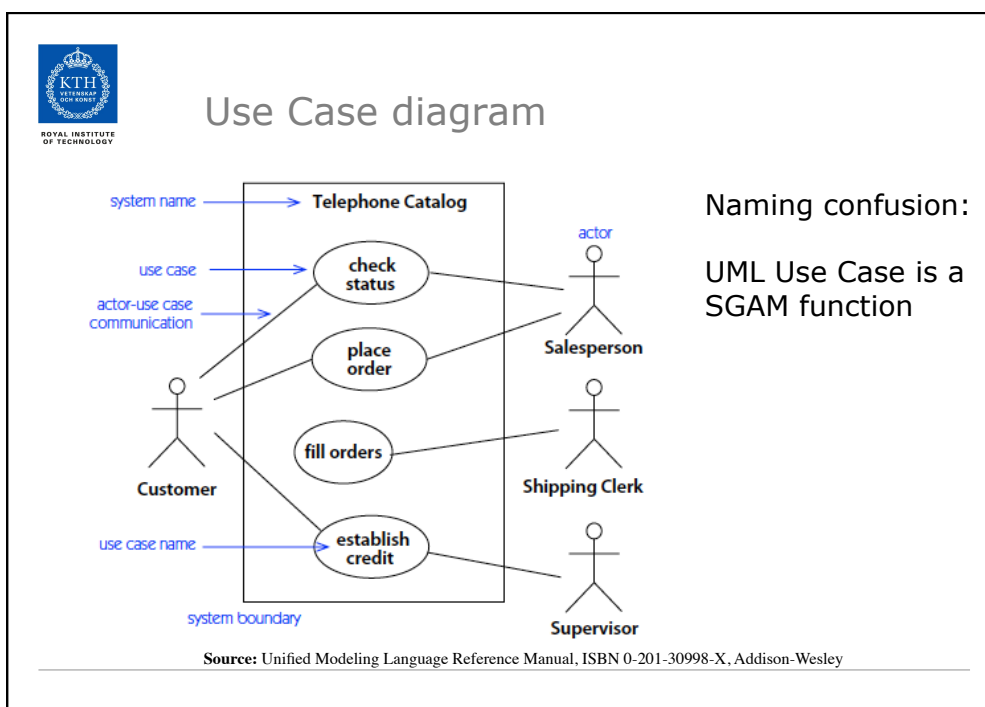 KTH
VETENSKAP
OCH KONST
ROYAL INSTITUTE
OF TECHNOLOGY
Use Case diagram
system name
Telephone Catalog
use case
check
status
actor
actor-use case
communication
place
order
Salesperson
fill orders
Customer
Shipping Clerk
use case name
establish
credit
system boundary
Supervisor
Naming confusion:
UML Use Case is a
SGAM function
Source: Unified Modeling Language Reference Manual, ISBN 0-201-30998-X, Addison-Wesley